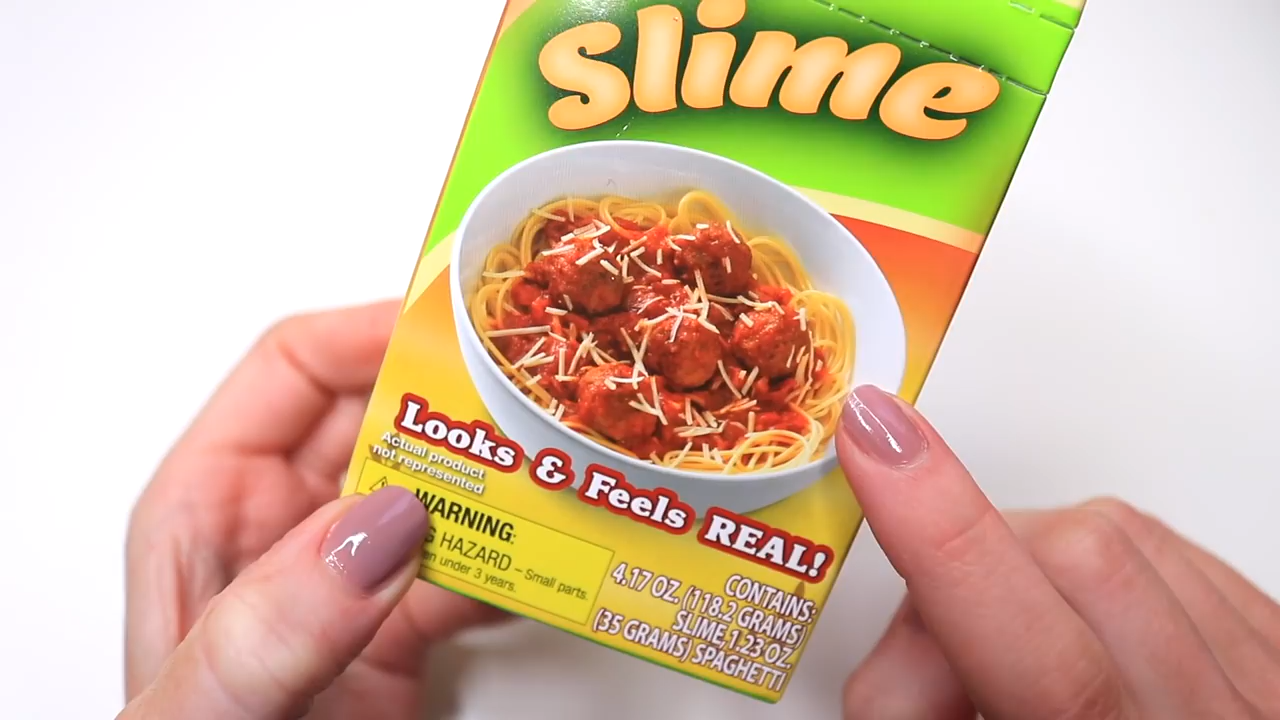 slime
Looks & Feels REAL!
Actual product
not represented
WARNING:
HAZARD – Small parts.
under 3 years.
CONTAINS:
4.17 OZ. (118.2 GRAMS)
SLIME, 1.23 OZ.
(35 GRAMS) SPAGHETTI